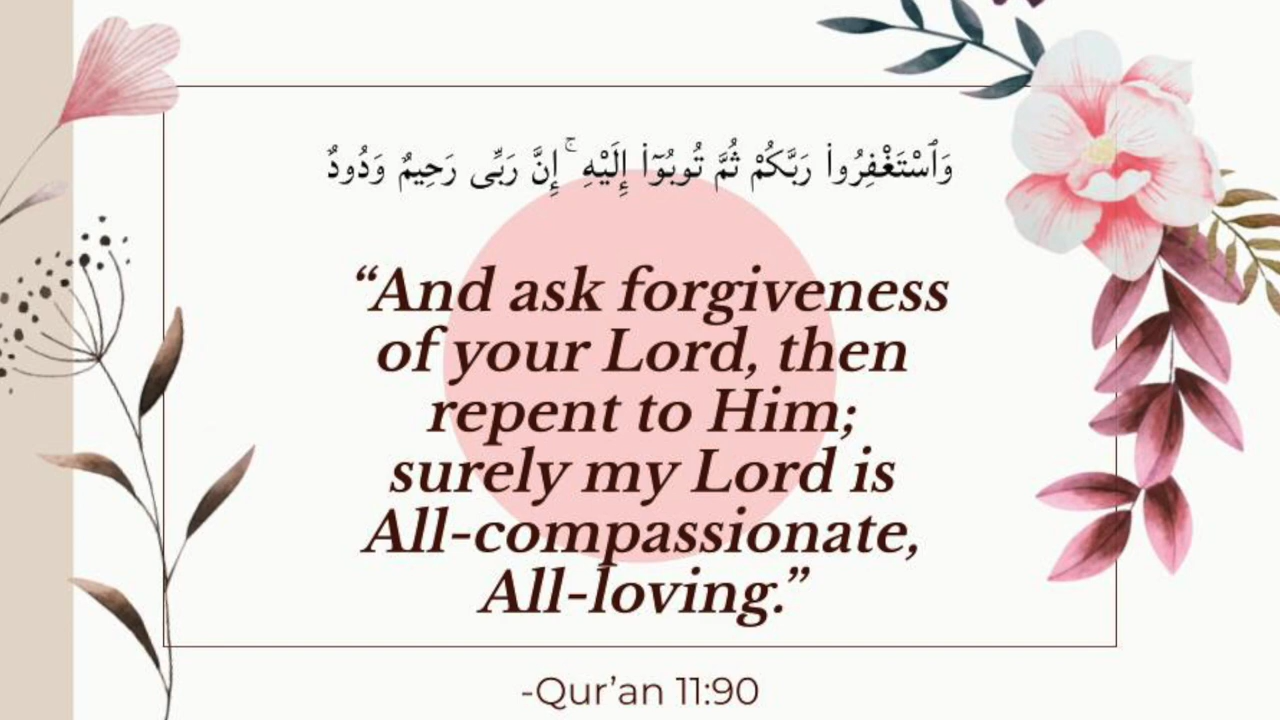 وَٱسْتَغْفِرُوا۟ رَبَّكُمْ ثُمَّ تُوبُوٓا۟ إِلَيْهِ ۚ إِنَّ رَبِّى رَحِيمٌ وَدُودٌ
“And ask forgiveness
of your Lord, then
repent to Him;
surely my Lord is
All-compassionate,
All-loving.”
-Qur’an 11:90